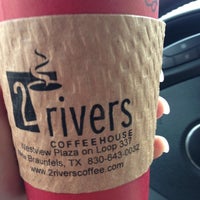 2 rivers
COFFEEHOUSE
Westview Plaza on Loop 337
New Braunfels, TX 830-643-0032
www.2riverscoffee.com